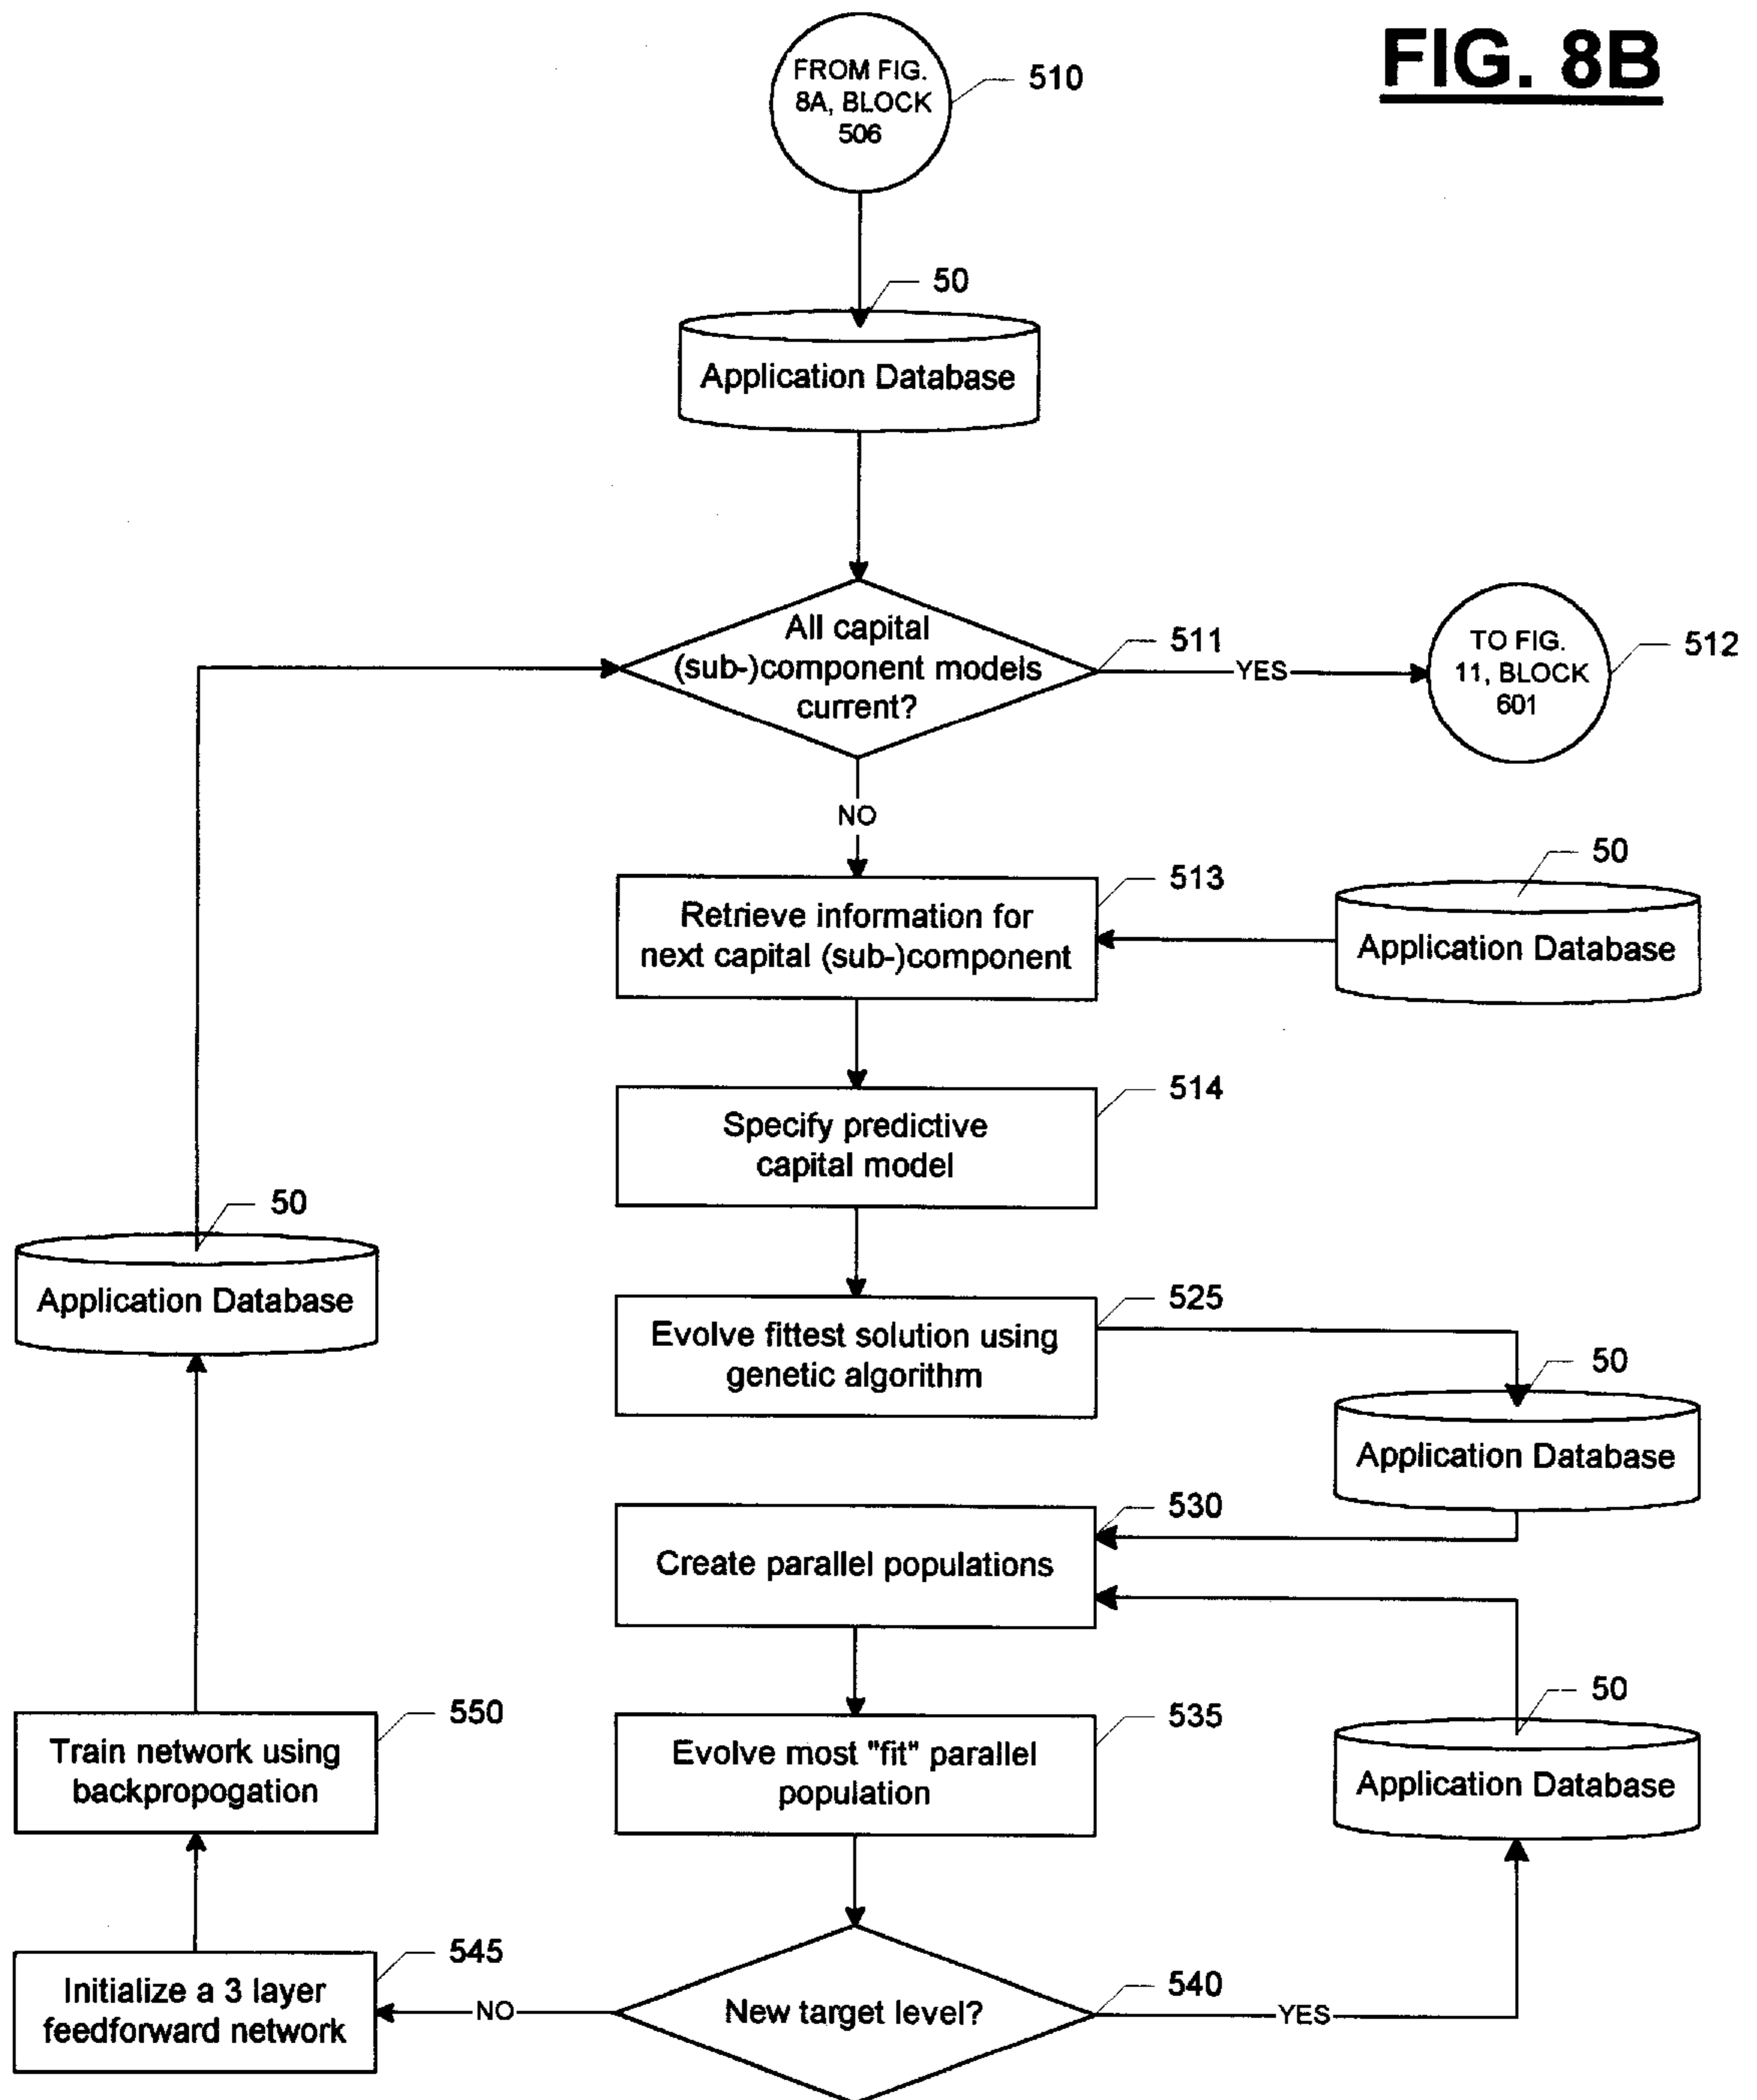 FIG. 8B
FROM FIG.
8A, BLOCK
506
510
50
Application Database
All capital
(sub-)component models
current?
511
YES
TO FIG.
11, BLOCK
601
512
NO
513
Retrieve information for
next capital (sub-)component
50
Application Database
514
Specify predictive
capital model
50
Application Database
525
Evolve fittest solution using
genetic algorithm
50
Application Database
530
Create parallel populations
535
Evolve most "fit" parallel
population
50
Application Database
550
Train network using
backpropogation
545
Initialize a 3 layer
feedforward network
NO
New target level?
540
YES